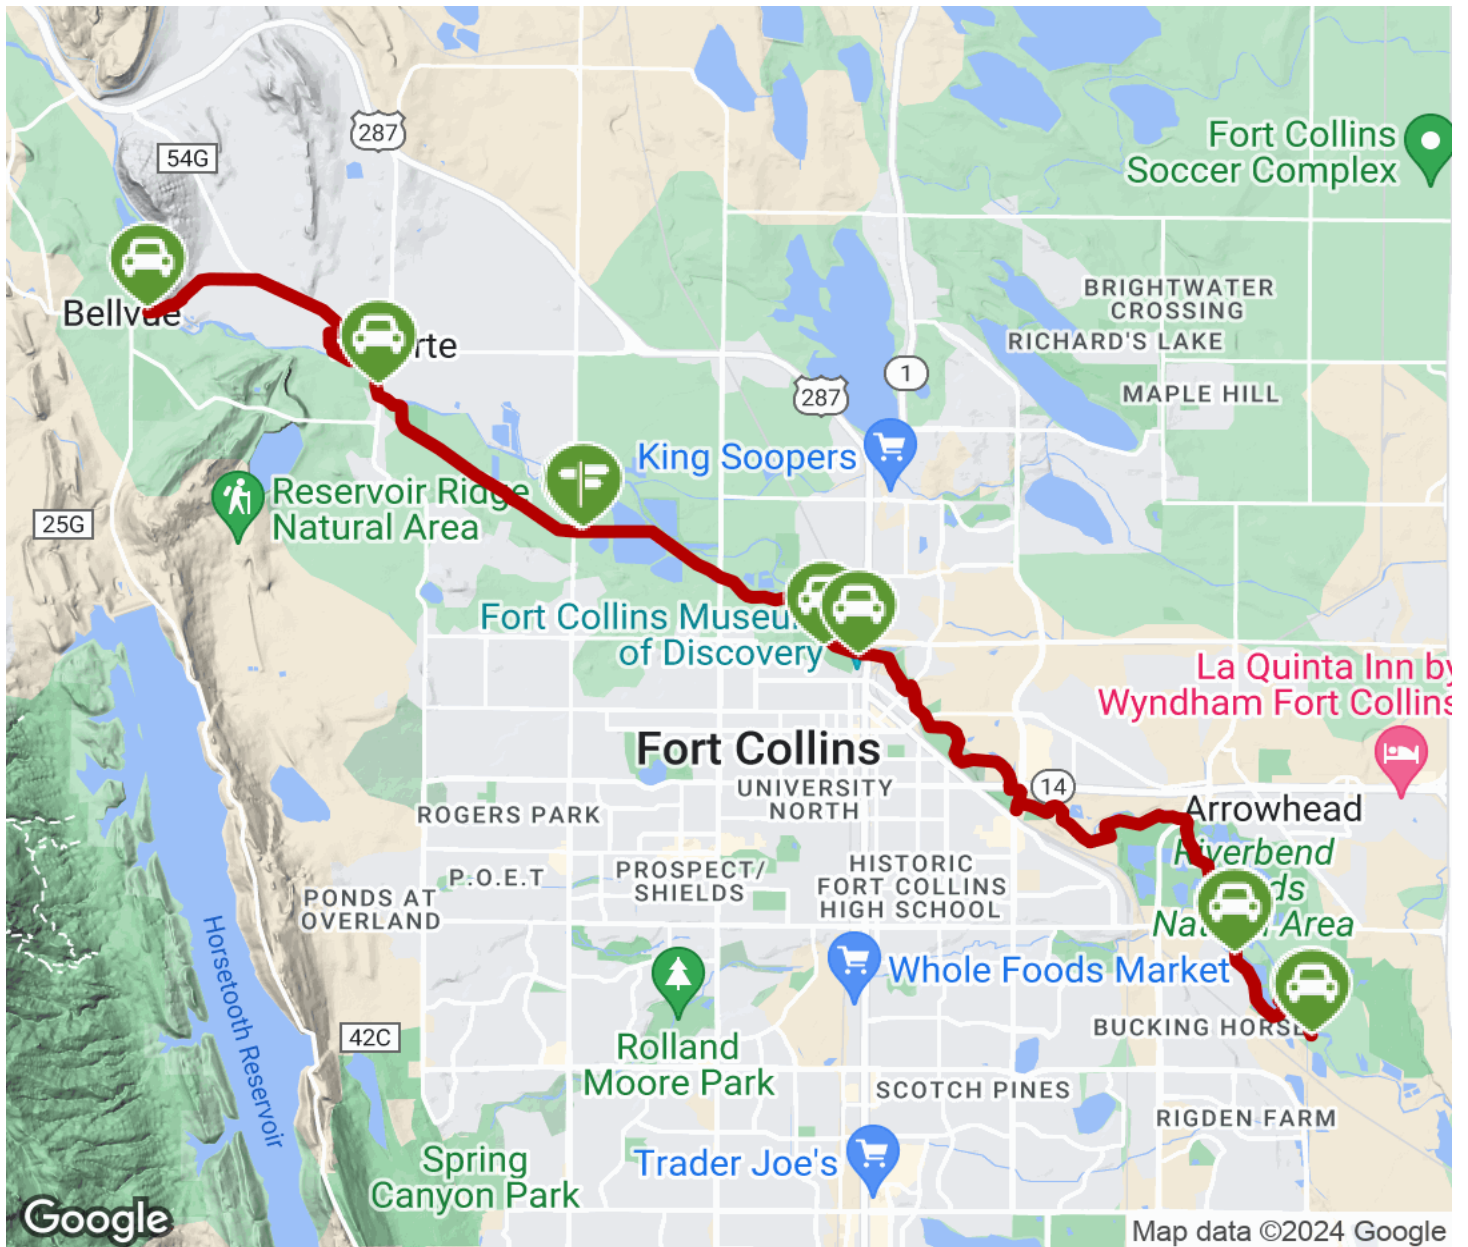 287
54G
Fort Collins
Soccer Complex
Bellvue
rte
BRIGHTWATER
CROSSING
RICHARD'S LAKE
1
287
MAPLE HILL
King Soopers
Reservoir Ridge
Natural Area
25G
Fort Collins Museu
of Discovery
La Quinta Inn by
Wyndham Fort Collins
Fort Collins
UNIVERSITY
NORTH
14
Arrowhead
ROGERS PARK
Riverbend
ds
Area
P.O.E.T
PROSPECT/
SHIELDS
HISTORIC
FORT COLLINS
HIGH SCHOOL
PONDS AT
OVERLAND
Whole Foods Market
Horsetooth Reservoir
42C
BUCKING HORSE
Rolland
Moore Park
SCOTCH PINES
RIGDEN FARM
Spring
Canyon Park
Trader Joe's
Google
Map data ©2024 Google